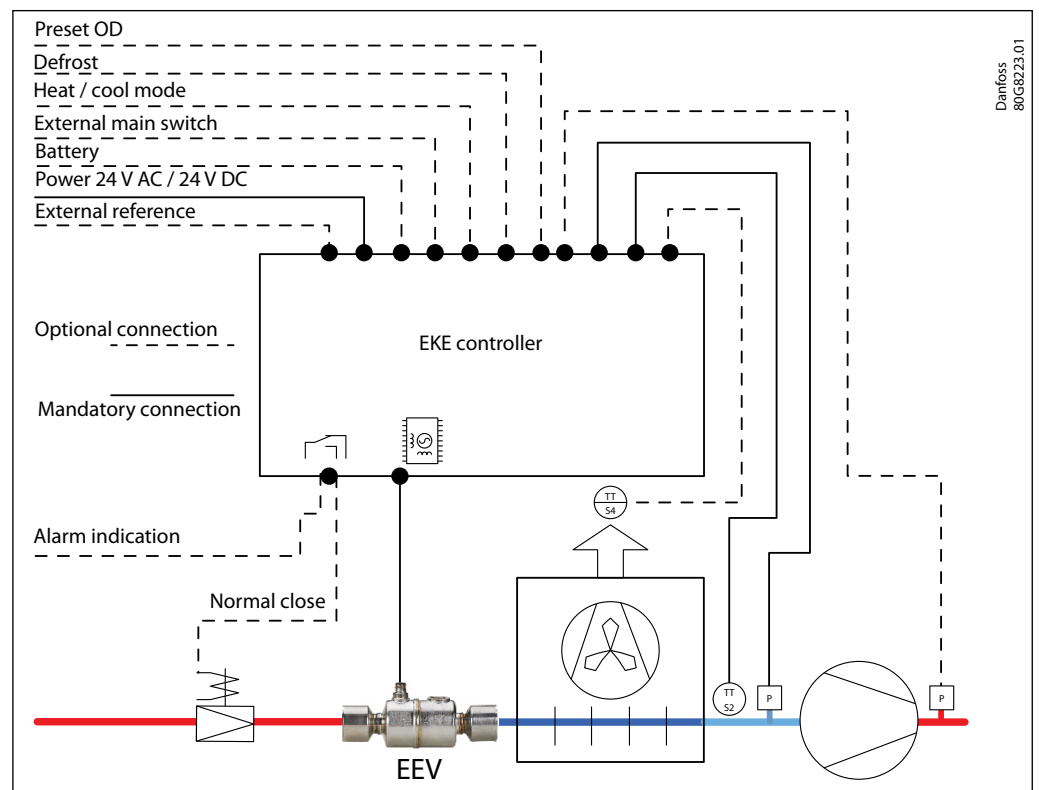 Preset OD
Defrost
Heat / cool mode
External main switch
Battery
Power 24 V AC / 24 V DC
External reference
Danfoss
80G8223.01
Optional connection
EKE controller
Mandatory connection
TT
S4
Alarm indication
Normal close
TT
S2
P
P
EEV